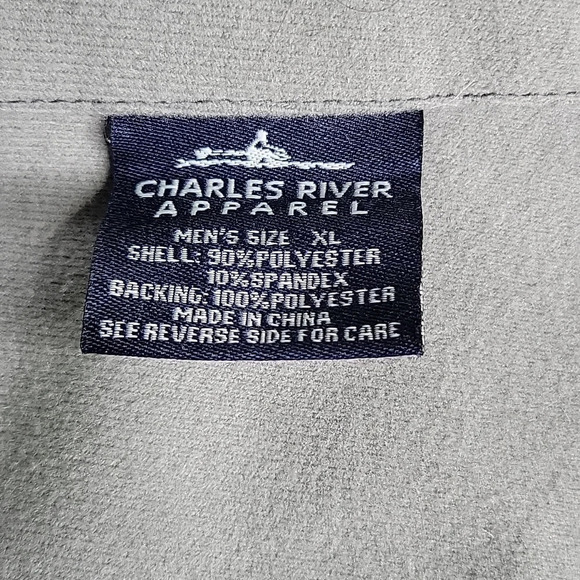 CHARLES RIVER
APPAREL
MEN'S SIZE XL
SHELL: 90%POLYESTER
10%SPANDEX
BACKING: 100%POLYESTER
MADE IN CHINA
SEE REVERSE SIDE FOR CARE